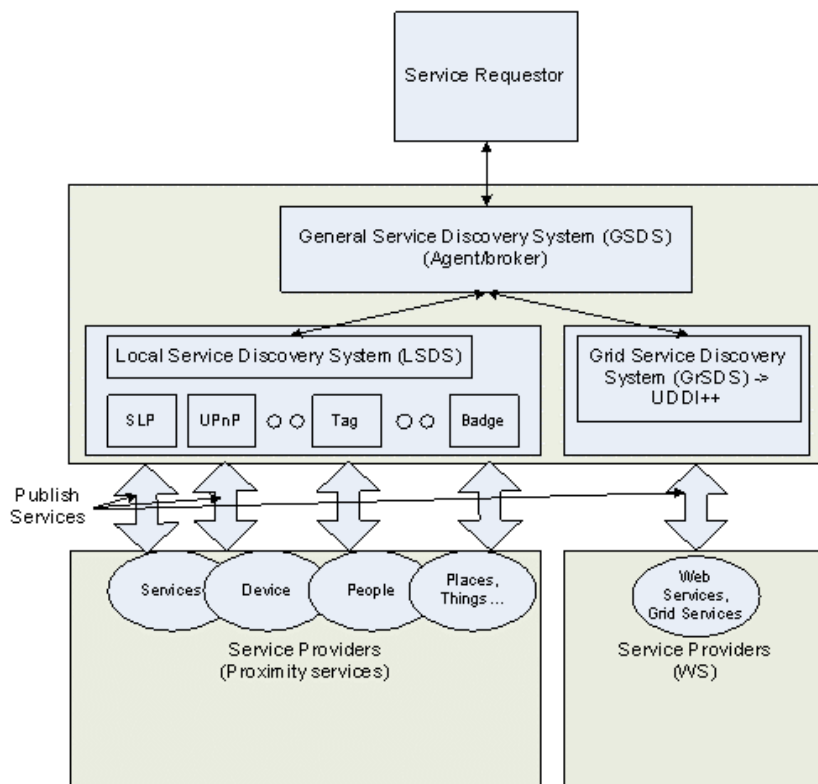 Service Requestor
General Service Discovery System (GSDS)
(Agent/broker)
Local Service Discovery System (LSDS)
SLP
UPnP
Tag
Badge
Grid Service Discovery
System (GrSDS) ->
UDDI++
Publish
Services
Services
Device
People
Places,
Things...
Service Providers
(Proximity services)
Web
Services,
Grid Services
Service Providers
(WS)